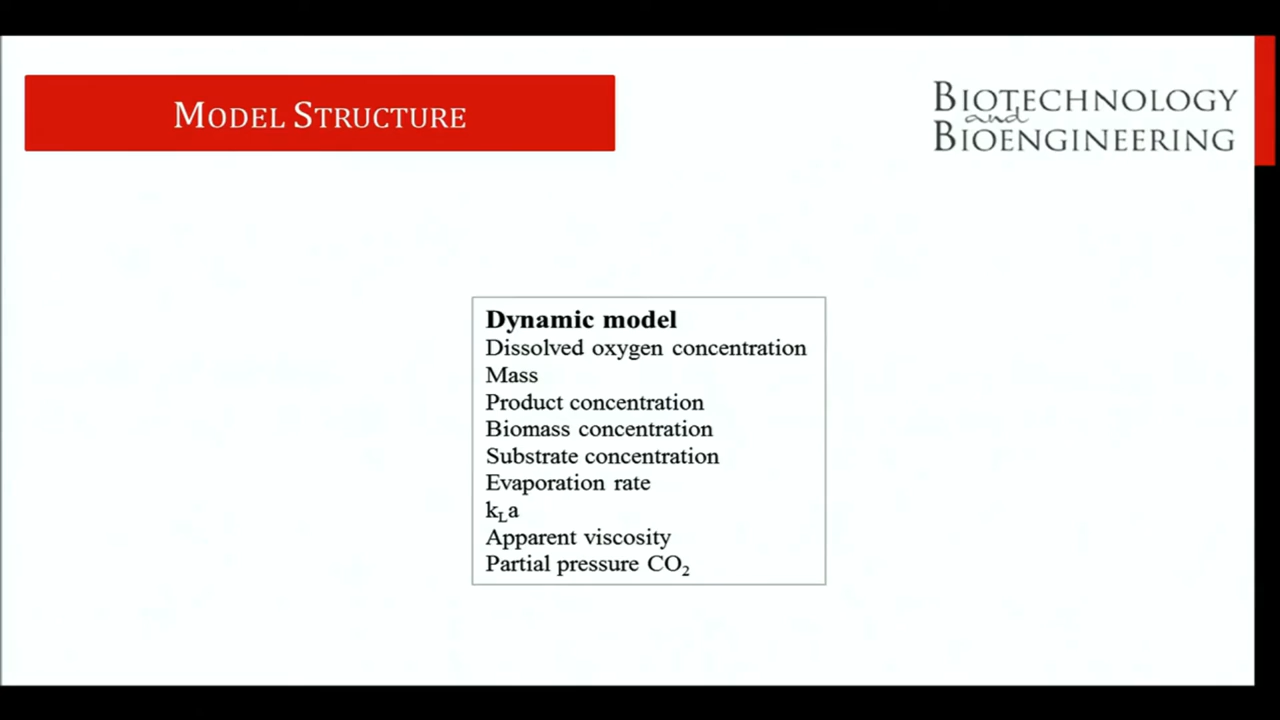 MODEL STRUCTURE
BIOTECHNOLOGY
and
BIOENGINEERING
Dynamic model
Dissolved oxygen concentration
Mass
Product concentration
Biomass concentration
Substrate concentration
Evaporation rate
kLa
Apparent viscosity
Partial pressure CO2